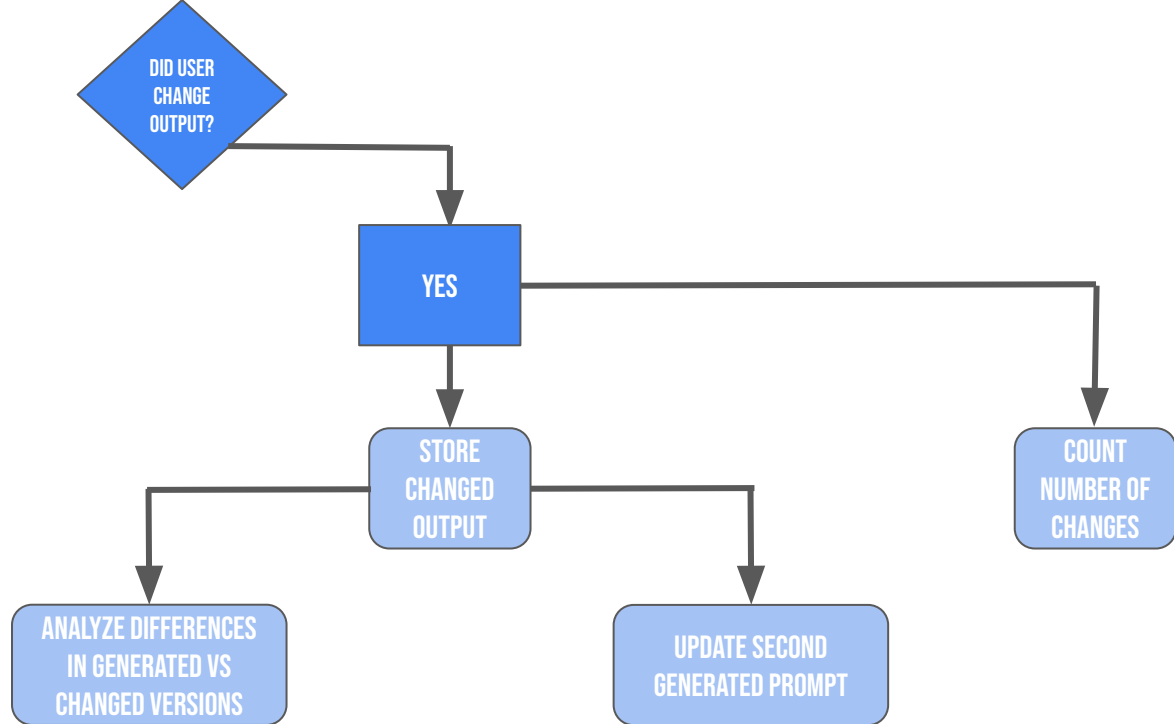 DID USER
CHANGE
OUTPUT?
YES
STORE
CHANGED
OUTPUT
COUNT
NUMBER OF
CHANGES
ANALYZE DIFFERENCES
IN GENERATED VS
CHANGED VERSIONS
UPDATE SECOND
GENERATED PROMPT